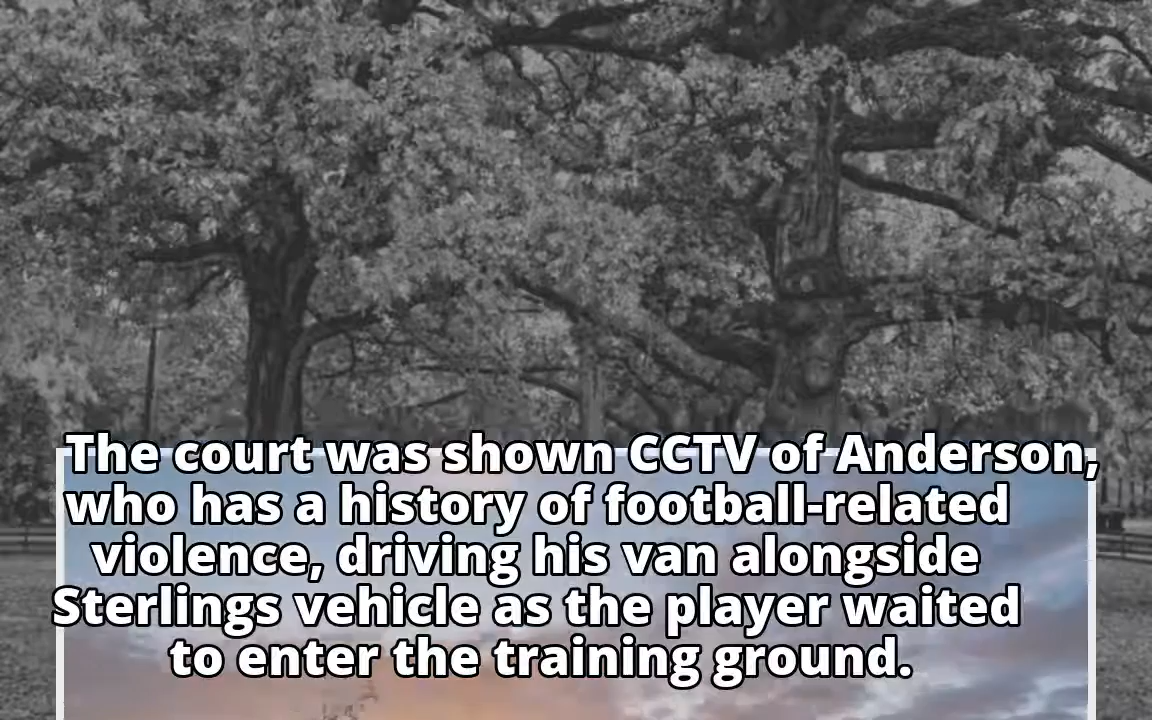 The court was shown CCTV of Anderson,
who has a history of football-related
violence, driving his van alongside
Sterlings vehicle as the player waited
to enter the training ground.